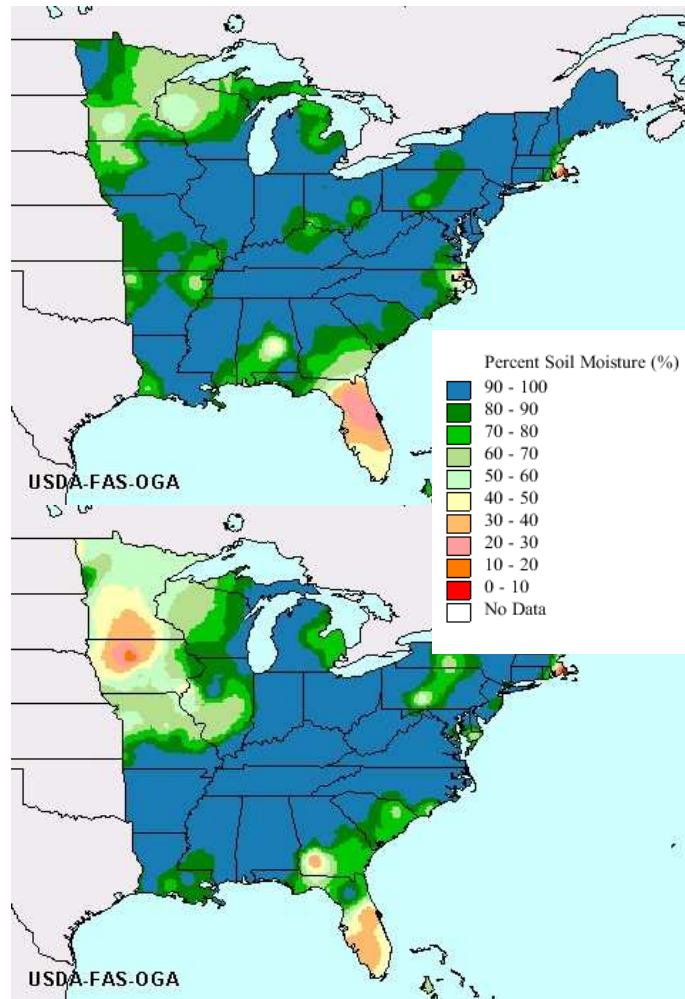 Percent Soil Moisture (%)
90 - 100
80 - 90
70 - 80
60 - 70
50 - 60
40 - 50
30 - 40
20 - 30
10 - 20
0 - 10
No Data
USDA-FAS-OGA
USDA-FAS-OGA